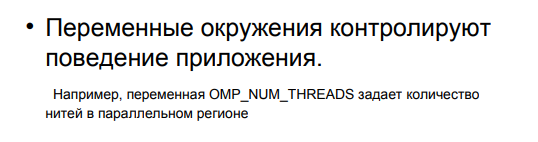 • Переменные окружения контролируют
поведение приложения.
Например, переменная OMP_NUM_THREADS задает количество
нитей в параллельном регионе